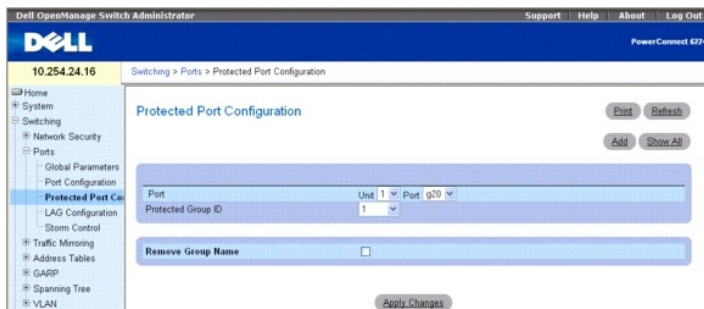 Dell OpenManage Switch Administrator
Support Help About Log Out
DELL
PowerConnect 6224
10.254.24.16
Switching > Ports > Protected Port Configuration
Home
System
Switching
Network Security
Ports
Global Parameters
Port Configuration
Protected Port Co
LAG Configuration
Storm Control
Traffic Mirroring
Address Tables
GARP
Spanning Tree
VLAN
Protected Port Configuration
Print Refresh
Add Show All
Port Unit 1 Port g20
Protected Group ID 1
Remove Group Name
Apply Changes